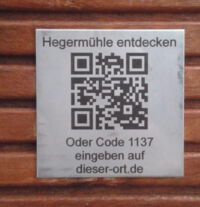 Hegermühle entdecken
Oder Code 1137
eingeben auf
dieser-ort.de